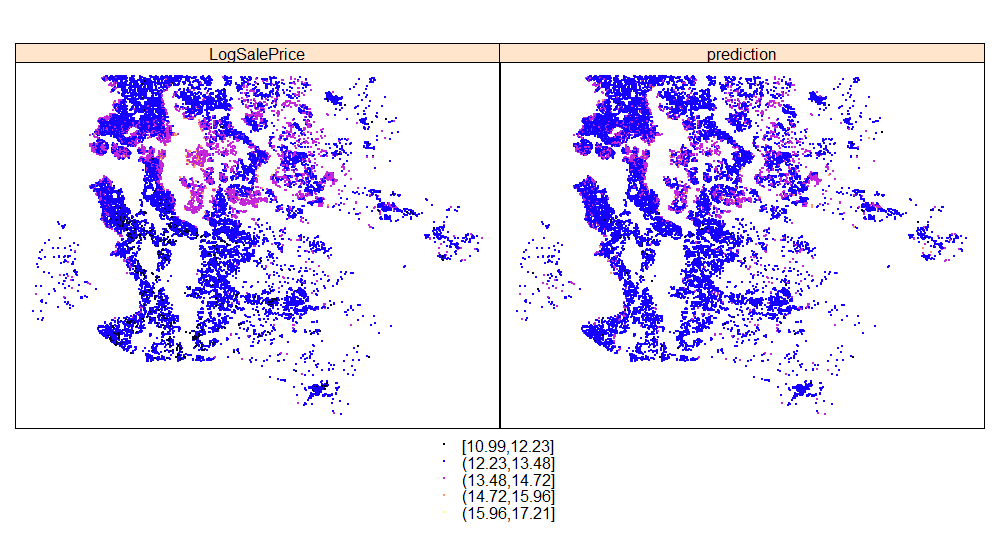 LogSalePrice
prediction
[10.99,12.23]
(12.23,13.48]
(13.48,14.72]
(14.72,15.96]
(15.96,17.21]